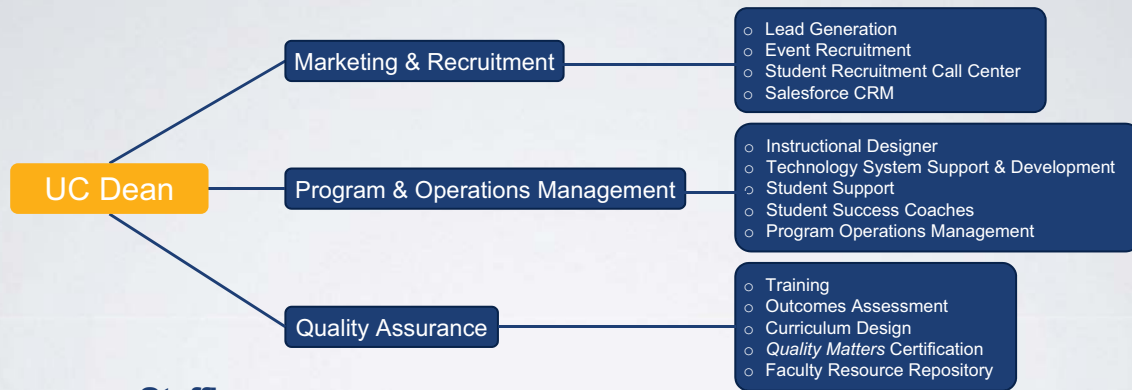 UC Dean
Marketing & Recruitment
○ Lead Generation
○ Event Recruitment
○ Student Recruitment Call Center
○ Salesforce CRM
Program & Operations Management
○ Instructional Designer
○ Technology System Support & Development
○ Student Support
○ Student Success Coaches
○ Program Operations Management
Quality Assurance
○ Training
○ Outcomes Assessment
○ Curriculum Design
○ Quality Matters Certification
○ Faculty Resource Repository